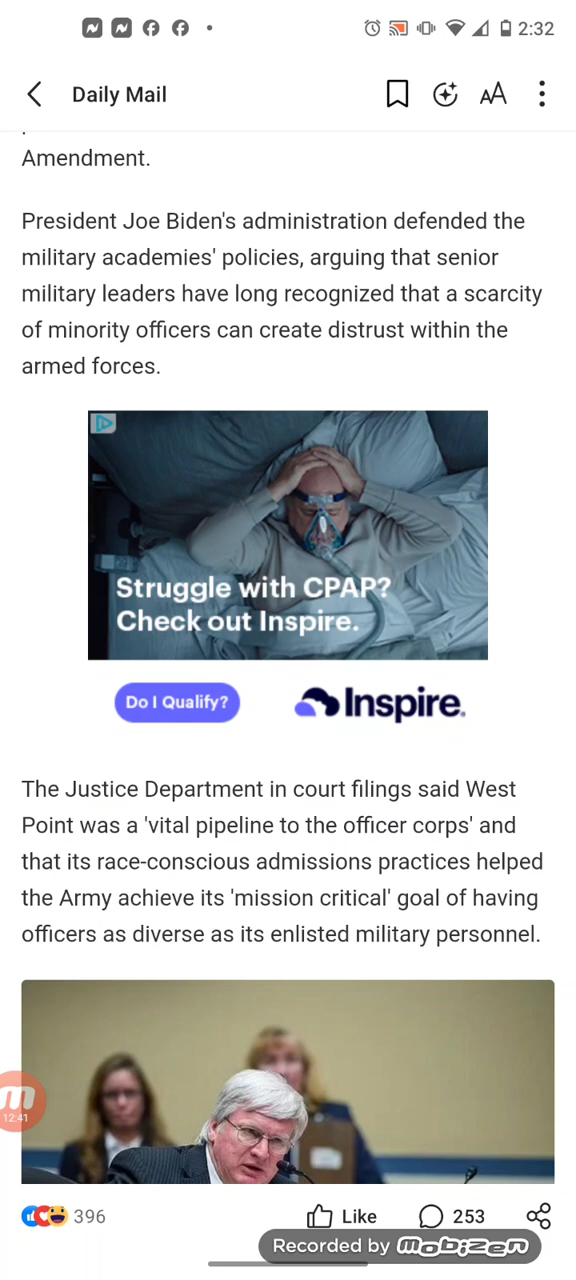 2:32
Daily Mail
AA
Amendment.
President Joe Biden's administration defended the
military academies' policies, arguing that senior
military leaders have long recognized that a scarcity
of minority officers can create distrust within the
armed forces.
Struggle with CPAP?
Check out Inspire.
Do I Qualify?
Inspire.
The Justice Department in court filings said West
Point was a 'vital pipeline to the officer corps' and
that its race-conscious admissions practices helped
the Army achieve its 'mission critical' goal of having
officers as diverse as its enlisted military personnel.
12:41
396
Like
253
Recorded by mobizen